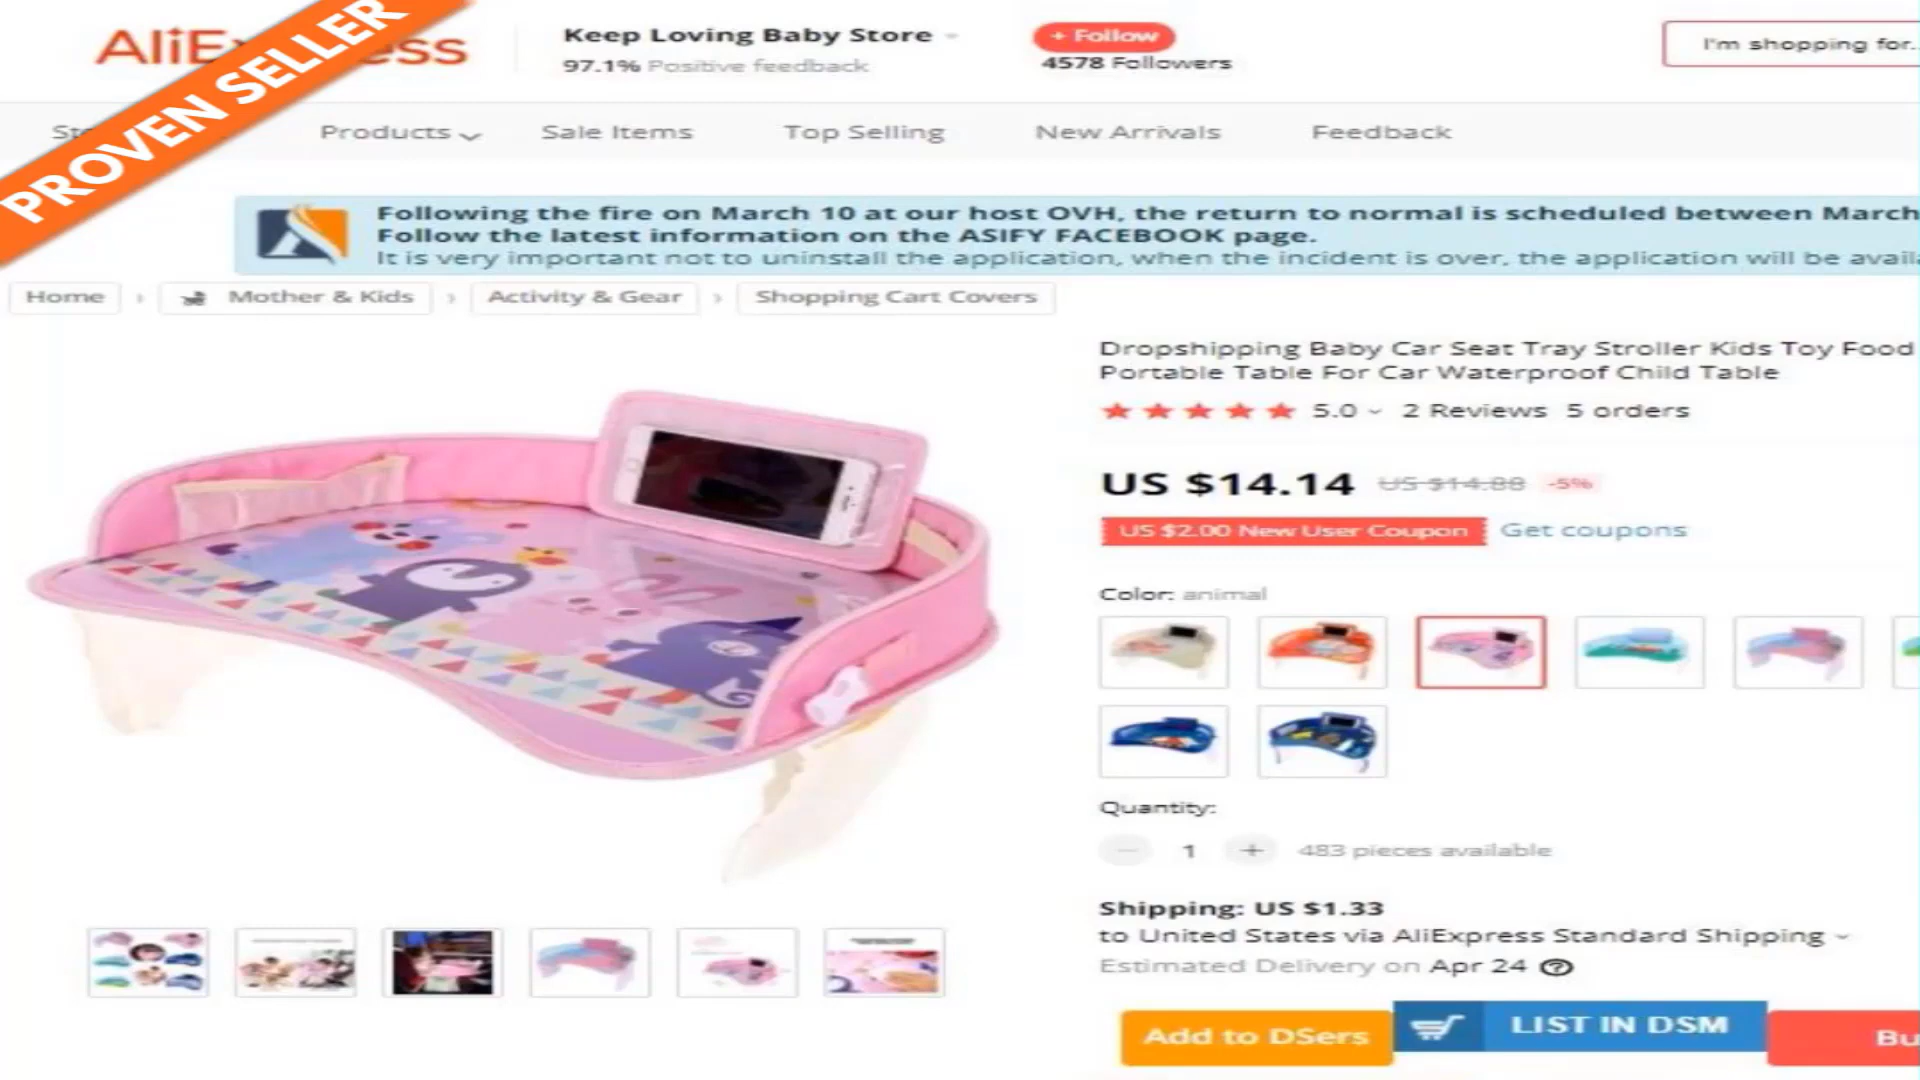 AliE ess
PROVEN SELLER
Keep Loving Baby Store
97.1% Positive feedback
+ Follow
4578 Followers
I'm shopping for..
Products
Sale Items
Top Selling
New Arrivals
Feedback
Following the fire on March 10 at our host OVH, the return to normal is scheduled between March
Follow the latest information on the ASIFY FACEBOOK page.
It is very important not to uninstall the application, when the incident is over, the application will be avail
Home
Mother & Kids
Activity & Gear
Shopping Cart Covers
Dropshipping Baby Car Seat Tray Stroller Kids Toy Food
Portable Table For Car Waterproof Child Table
5.0 2 Reviews 5 orders
US $14.14 US $14.88 -5%
US $2.00 New User Coupon Get coupons
Color: animal
Quantity:
1 + 483 pieces available
Shipping: US $1.33
to United States via AliExpress Standard Shipping
Estimated Delivery on Apr 24
Add to DSers
LIST IN DSM
Bu